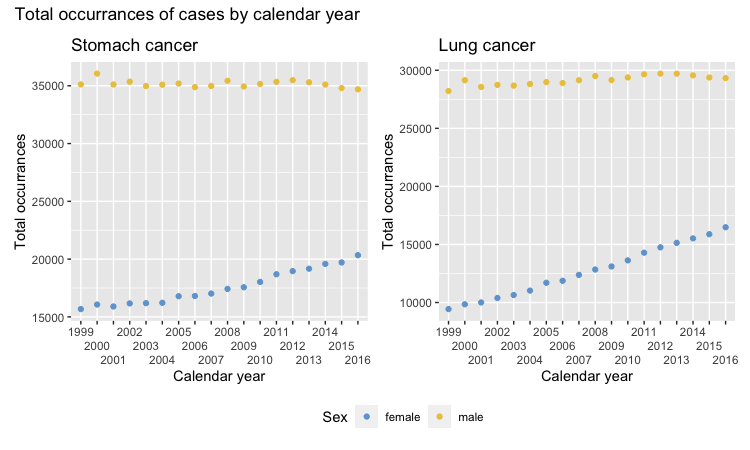 Total occurrances of cases by calendar year
Stomach cancer
Total occurrances
35000
30000
25000
20000
15000
1999 2002 2005 2008 2011 2014
2000 2003 2006 2009 2012 2015
2001 2004 2007 2010 2013 2016
Calendar year
Lung cancer
Total occurrances
30000
25000
20000
15000
10000
1999 2002 2005 2008 2011 2014
2000 2003 2006 2009 2012 2015
2001 2004 2007 2010 2013 2016
Calendar year
Sex female male